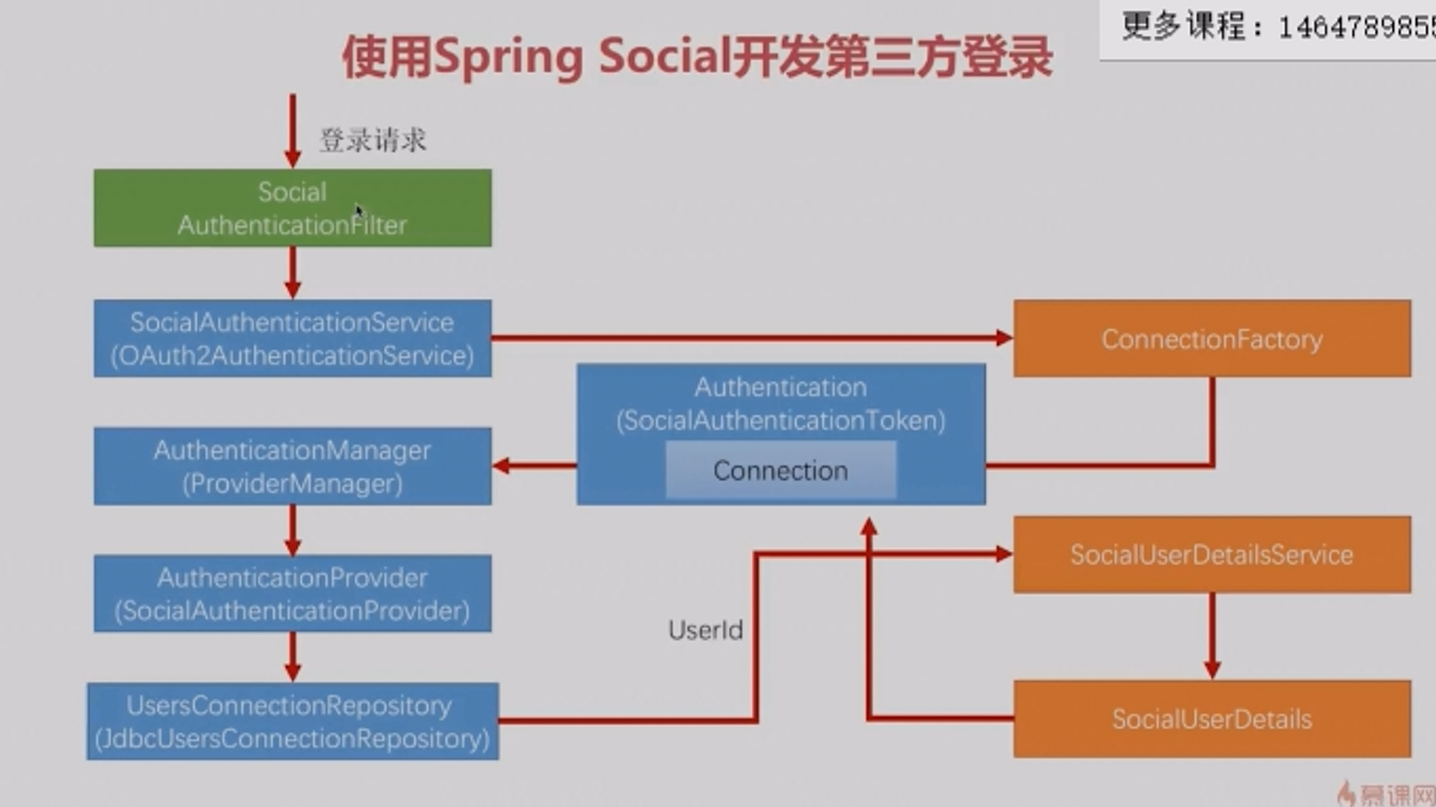 更多课程：1464789855
使用Spring Social开发第三方登录
登录请求
Social
AuthenticationFilter
SocialAuthenticationService
(OAuth2AuthenticationService)
ConnectionFactory
Authentication
(SocialAuthenticationToken)
Connection
AuthenticationManager
(ProviderManager)
SocialUserDetailsService
AuthenticationProvider
(SocialAuthenticationProvider)
UserId
UsersConnectionRepository
(JdbcUsersConnectionRepository)
SocialUserDetails
慕课网